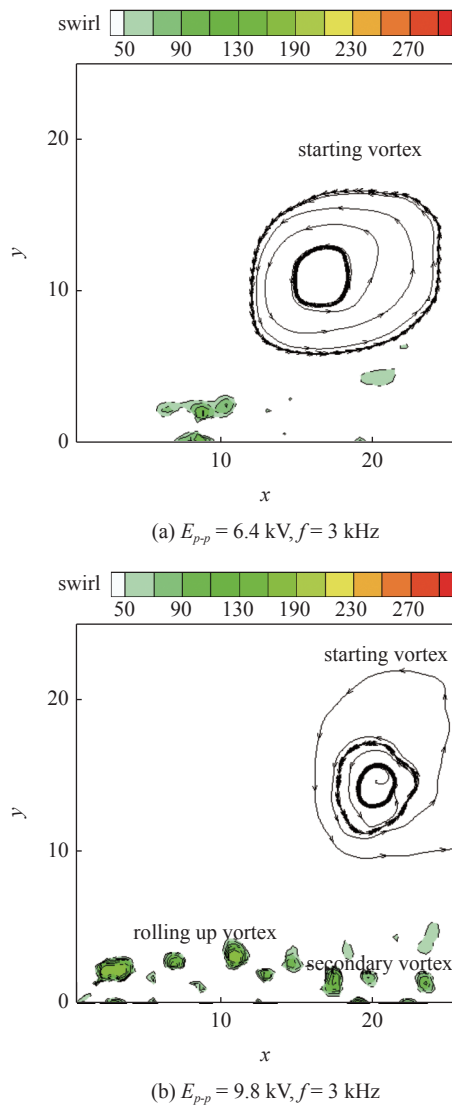 swirl
50 90 130 190 230 270
20
starting vortex
y
10
0
10 20
x
(a) E_{p-p} = 6.4 kV, f = 3 kHz
swirl
50 90 130 190 230 270
starting vortex
20
y
10
rolling up vortex
secondary vortex
0
10 20
x
(b) E_{p-p} = 9.8 kV, f = 3 kHz